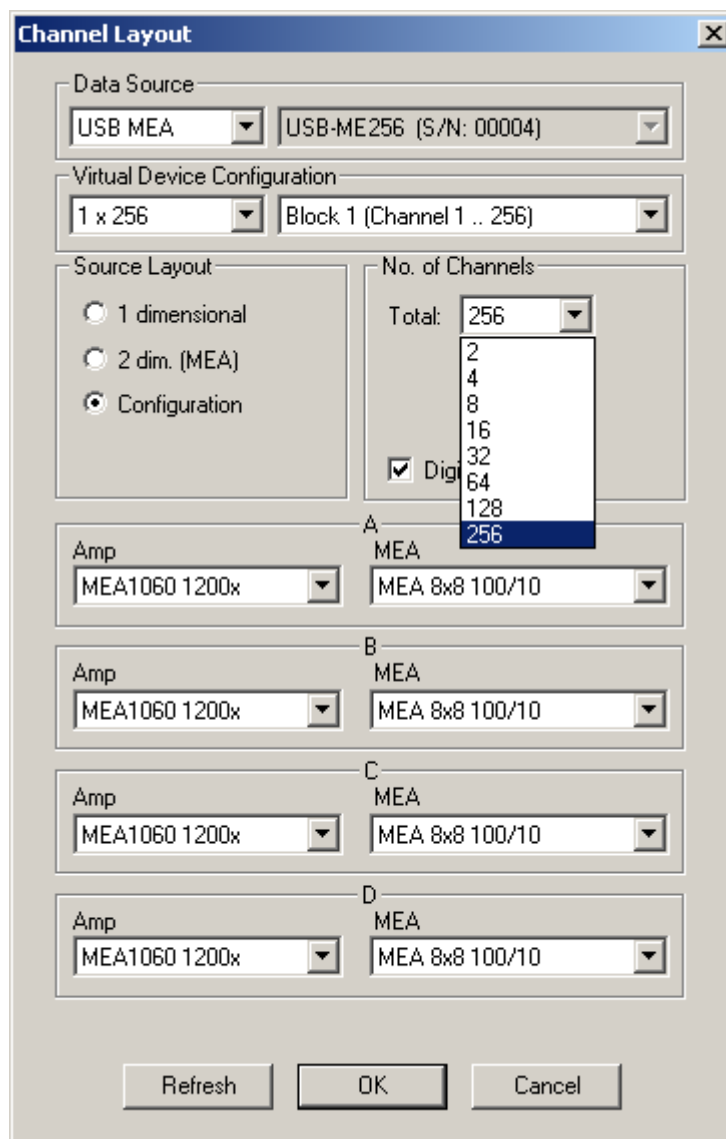 Channel Layout
Data Source
USB MEA USB-ME256 (S/N: 00004)
Virtual Device Configuration
1 x 256 Block 1 (Channel 1 .. 256)
Source Layout
1 dimensional
2 dim. (MEA)
Configuration
No. of Channels
Total: 256
2
4
8
16
32
64
128
256
Digi
A
Amp MEA
MEA1060 1200x MEA 8x8 100/10
B
Amp MEA
MEA1060 1200x MEA 8x8 100/10
C
Amp MEA
MEA1060 1200x MEA 8x8 100/10
D
Amp MEA
MEA1060 1200x MEA 8x8 100/10
Refresh OK Cancel